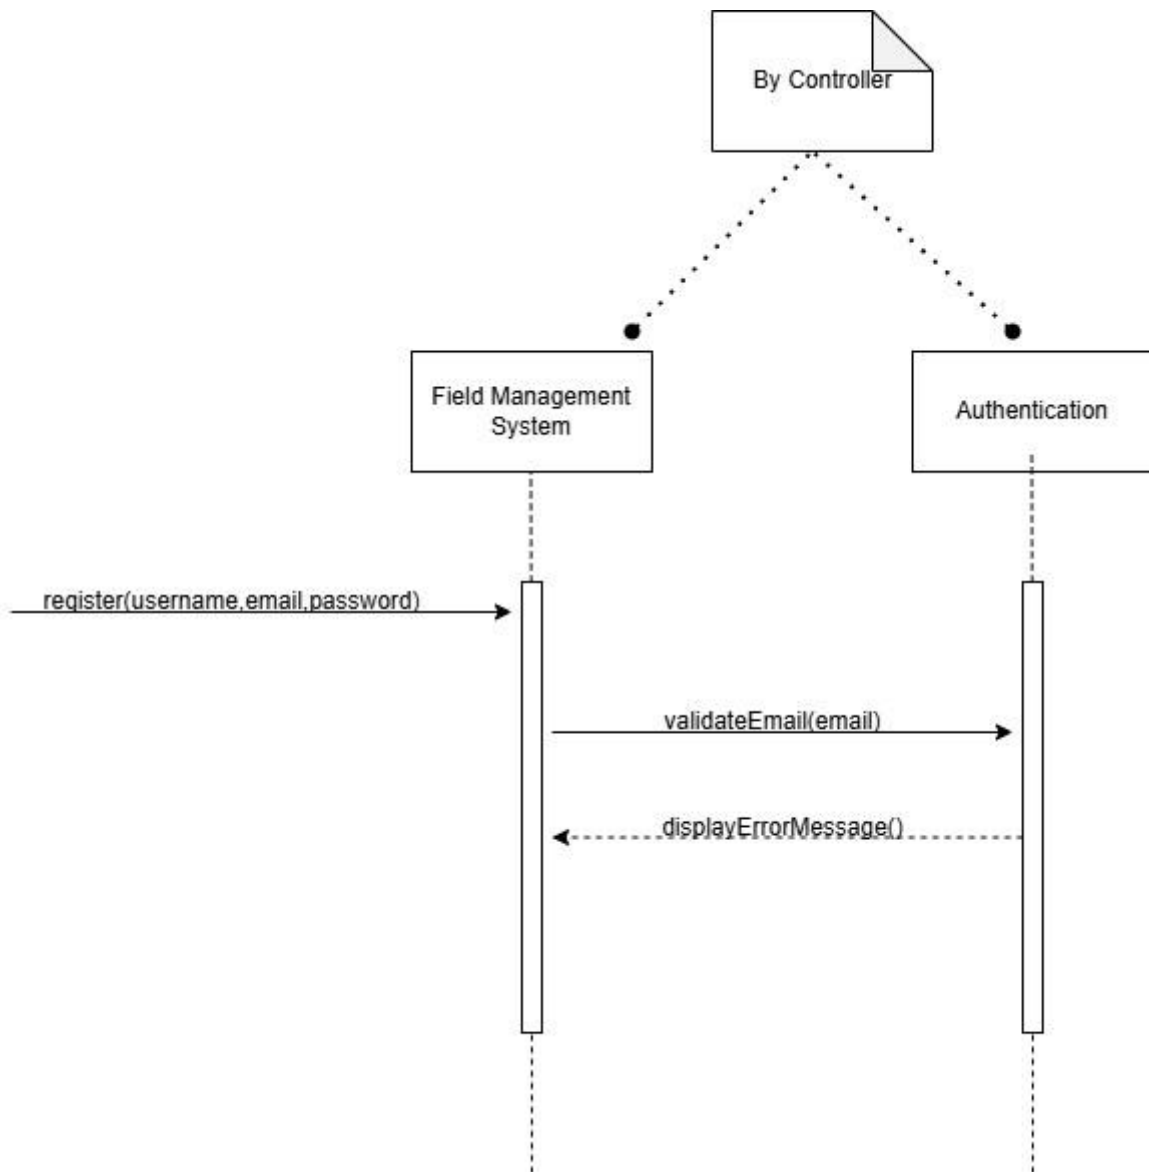 By Controller
Field Management
System
Authentication
register(username,email,password)
validateEmail(email)
displayErrorMessage()